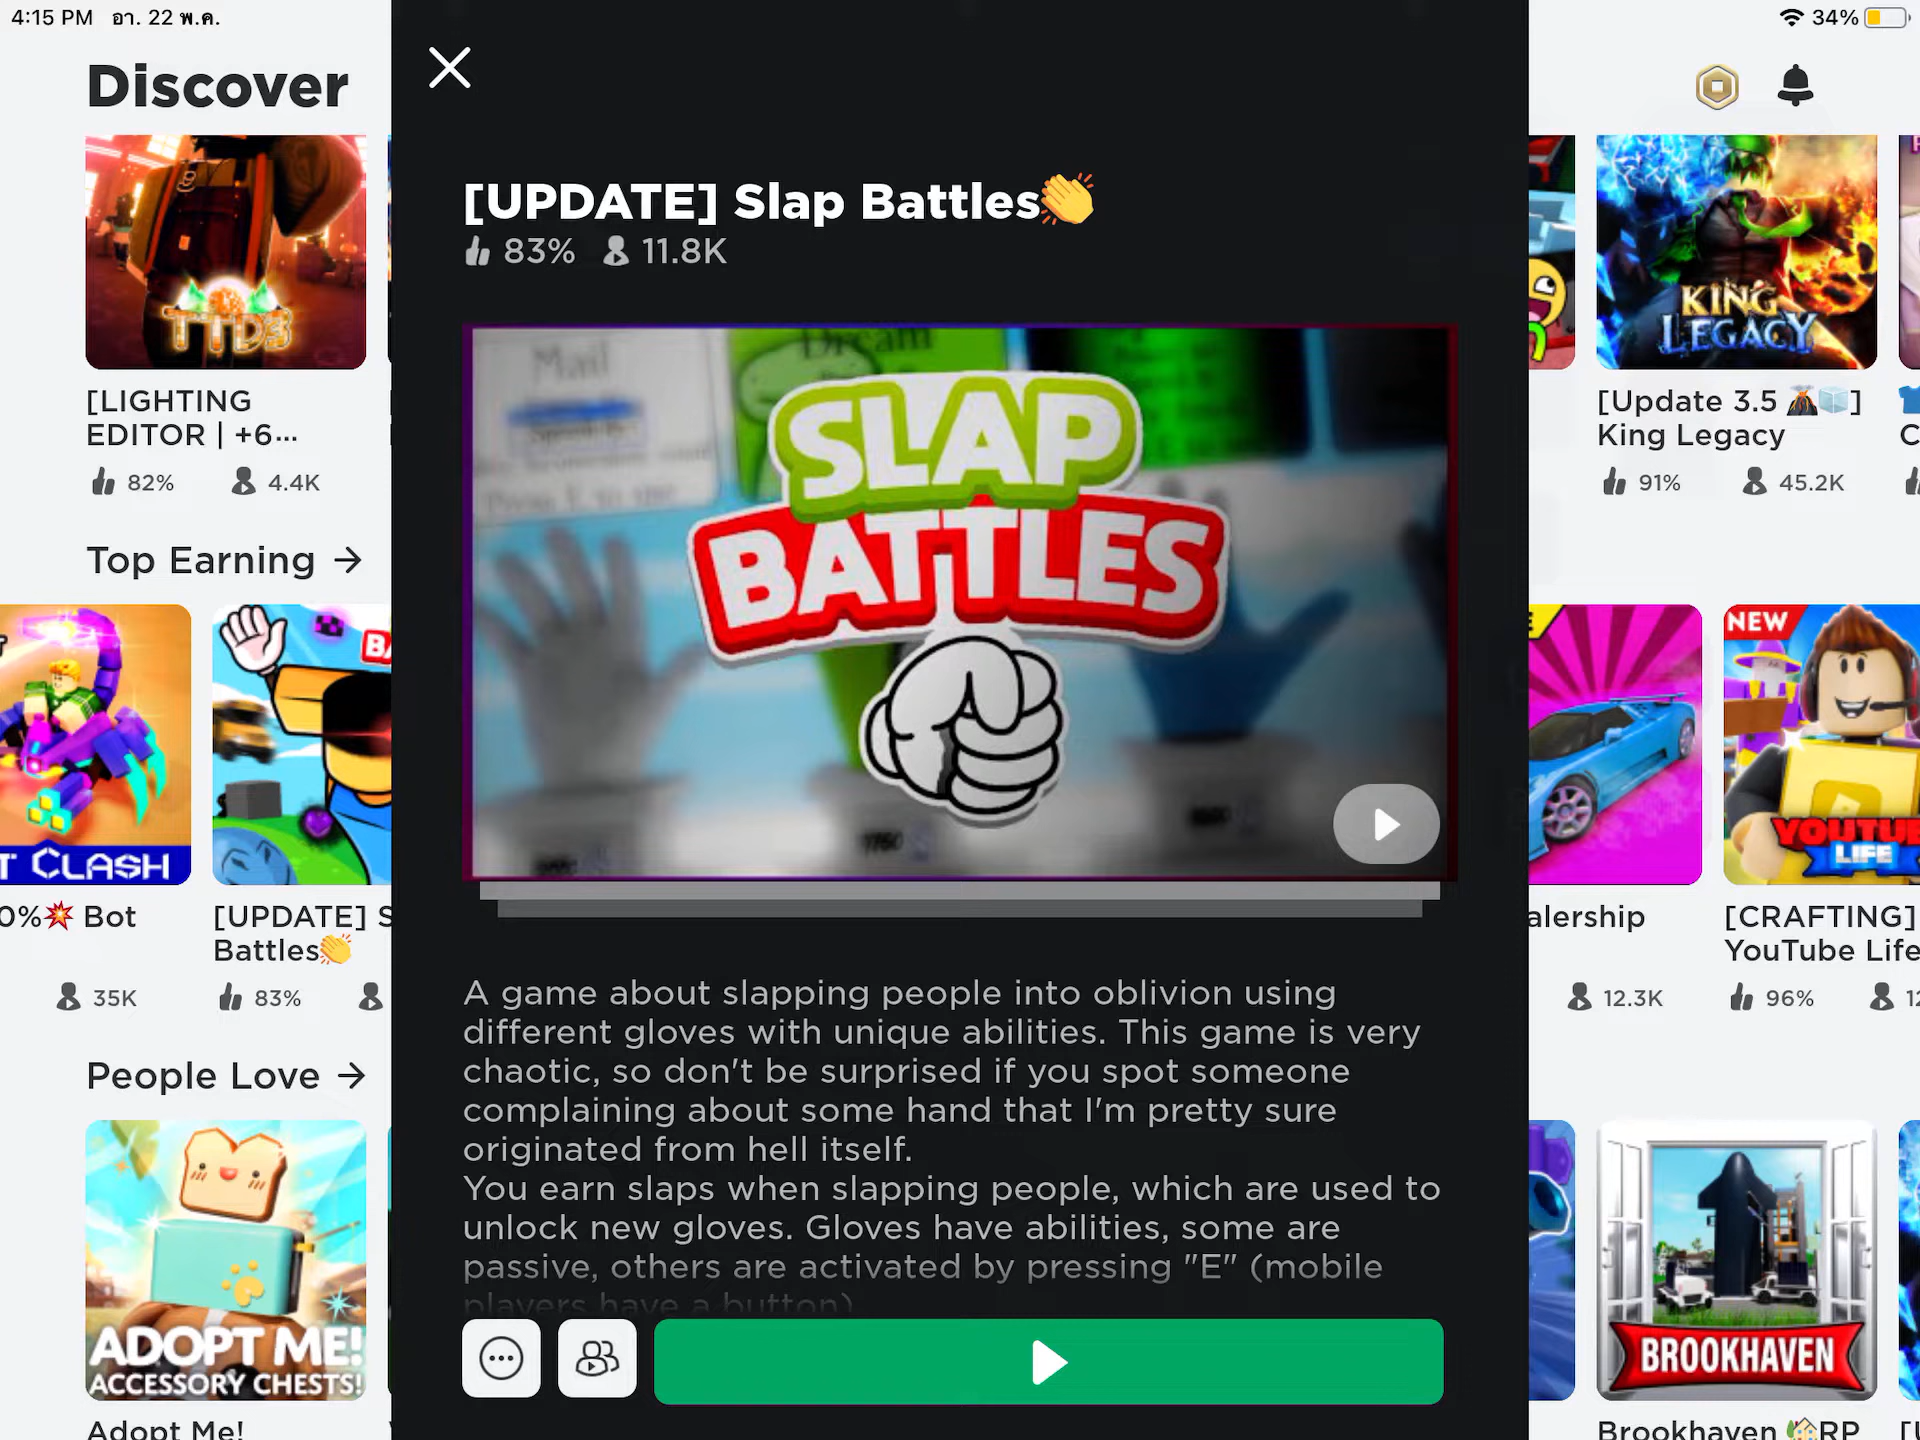 4:15 PM อา. 22 พ.ค.
34%
Discover
TTD3
[LIGHTING
EDITOR | +6...
82% 4.4K
Top Earning →
T CLASH
0%💥 Bot
35K
[UPDATE] S
Battles👏
83%
People Love →
ADOPT ME!
ACCESSORY CHESTS!
Adopt Me!
[UPDATE] Slap Battles👏
83% 11.8K
Mail
Dream
SLAP
BATTLES
A game about slapping people into oblivion using
different gloves with unique abilities. This game is very
chaotic, so don't be surprised if you spot someone
complaining about some hand that I'm pretty sure
originated from hell itself.
You earn slaps when slapping people, which are used to
unlock new gloves. Gloves have abilities, some are
passive, others are activated by pressing "E" (mobile
players have a button)
KING
LEGACY
[Update 3.5 🌋🧊]
King Legacy
91% 45.2K
alership
12.3K
NEW
YOUTUBE
LIFE
[CRAFTING]
YouTube Life
96%
BROOKHAVEN
Brookhaven 🏡RP